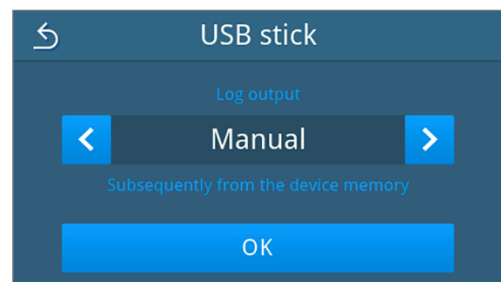 USB stick
Log output
Manual
Subsequently from the device memory
OK